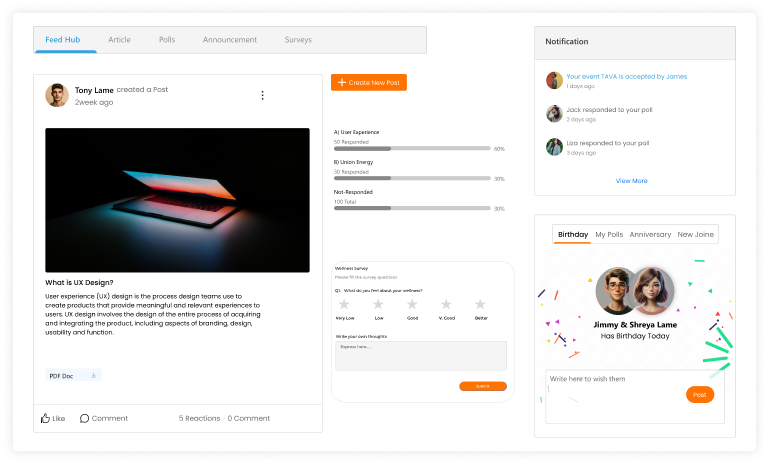 Feed Hub
Article
Polls
Announcement
Surveys
Tony Lame created a Post
2week ago
What is UX Design?
User experience (UX) design is the process design teams use to
create products that provide meaningful and relevant experiences to
users. UX design involves the design of the entire process of acquiring
and integrating the product, including aspects of branding, design,
usability and function.
PDF Doc
Like
Comment
5 Reactions · 0 Comment
Create New Post
A) User Experience
50 Responded
60%
B) Union Energy
30 Responded
30%
Not-Responded
100 Total
30%
Wellness Survey
Please fill the survey questions
Q1. What do you feel about your wellness?
Very Low
Low
Good
V. Good
Better
Write your own thoughts
Express here...
Submit
Notification
Your event TAVA is accepted by James
1 days ago
Jack responded to your poll
2 days ago
Liza responded to your poll
3 days ago
View More
Birthday
My Polls
Anniversary
New Joine
Jimmy & Shreya Lame
Has Birthday Today
Write here to wish them
Post